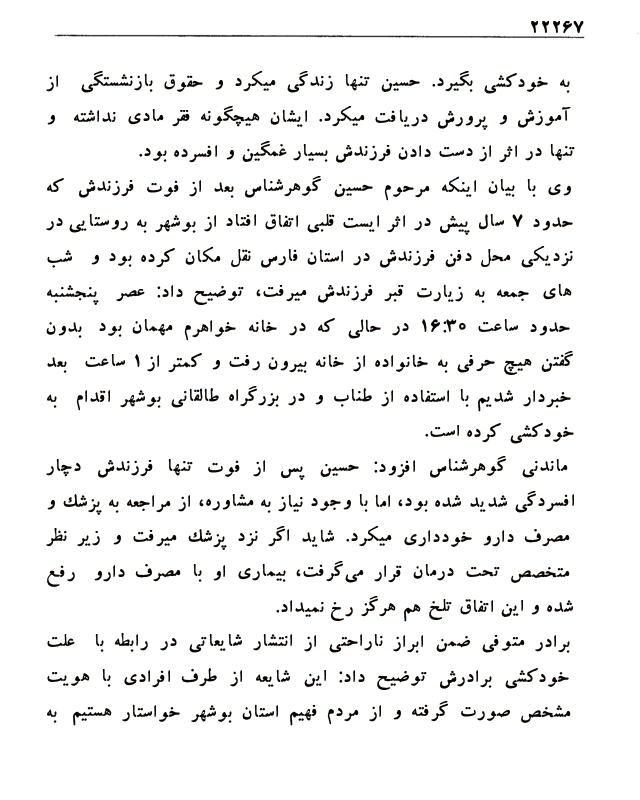 ۲۲۲۶۷
به خودکشی بگیرد. حسین تنها زندگی میکرد و حقوق بازنشستگی از
آموزش و پرورش دریافت میکرد. ایشان هیچگونه فقر مادی نداشته و
تنها در اثر از دست دادن فرزندش بسیار غمگین و افسرده بود.
وی با بیان اینکه مرحوم حسین گوهرشناس بعد از فوت فرزندش که
حدود ۷ سال پیش در اثر ایست قلبی اتفاق افتاد از بوشهر به روستایی در
نزدیکی محل دفن فرزندش در استان فارس نقل مکان کرده بود و شب
های جمعه به زیارت قبر فرزندش میرفت، توضیح داد: عصر پنجشنبه
حدود ساعت ۱۶:۳۰ در حالی که در خانه خواهرم مهمان بود بدون
گفتن هیچ حرفی به خانواده از خانه بیرون رفت و کمتر از ۱ ساعت بعد
خبردار شدیم با استفاده از طناب و در بزرگراه طالقانی بوشهر اقدام به
خودکشی کرده است.
ماندنی گوهرشناس افزود: حسین پس از فوت تنها فرزندش دچار
افسردگی شدید شده بود، اما با وجود نیاز به مشاوره، از مراجعه به پزشك و
مصرف دارو خودداری میکرد. شاید اگر نزد پزشك میرفت و زیر نظر
متخصص تحت درمان قرار می‌گرفت، بیماری او با مصرف دارو رفع
شده و این اتفاق تلخ هم هرگز رخ نمیداد.
برادر متوفی ضمن ابراز ناراحتی از انتشار شایعاتی در رابطه با علت
خودکشی برادرش توضیح داد: این شایعه از طرف افرادی با هویت
مشخص صورت گرفته و از مردم فهیم استان بوشهر خواستار هستیم به